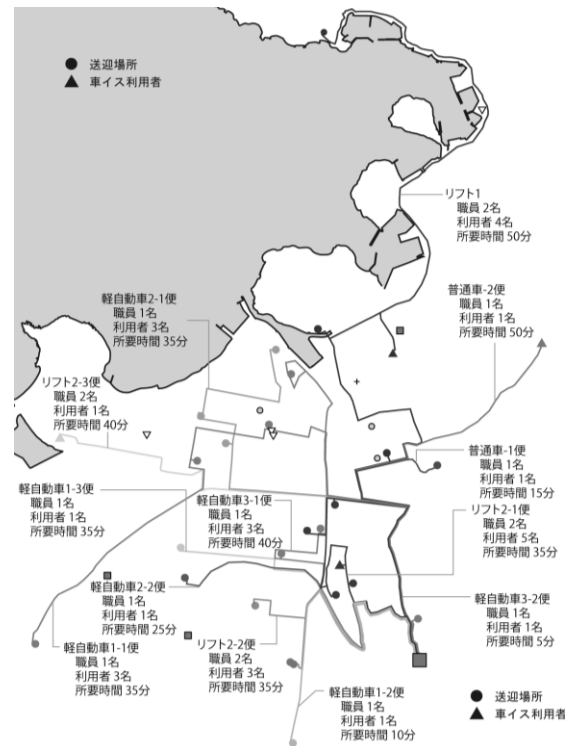 送迎場所
車イス利用者
リフト1
職員 2名
利用者 4名
所要時間 50分
普通車-2便
職員 1名
利用者 1名
所要時間 50分
軽自動車2-1便
職員 1名
利用者 3名
所要時間 35分
リフト2-3便
職員 2名
利用者 1名
所要時間 40分
普通車-1便
職員 1名
利用者 1名
所要時間 15分
軽自動車1-3便
職員 1名
利用者 1名
所要時間 35分
軽自動車3-1便
職員 1名
利用者 3名
所要時間 40分
リフト2-1便
職員 2名
利用者 5名
所要時間 35分
軽自動車2-2便
職員 1名
利用者 1名
所要時間 25分
軽自動車3-2便
職員 1名
利用者 1名
所要時間 5分
軽自動車1-1便
職員 1名
利用者 3名
所要時間 35分
リフト2-2便
職員 2名
利用者 3名
所要時間 35分
軽自動車1-2便
職員 1名
利用者 1名
所要時間 10分
送迎場所
車イス利用者